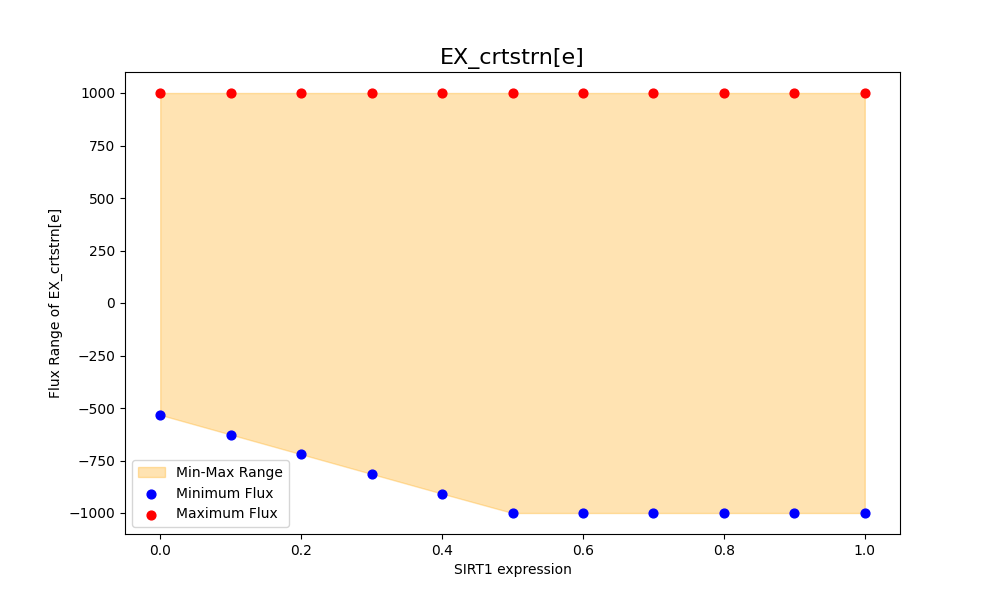 EX_crtstrn[e]
Flux Range of EX_crtstrn[e]
1000
750
500
250
0
−250
−500
−750
−1000
Min-Max Range
Minimum Flux
Maximum Flux
0.0 0.2 0.4 0.6 0.8 1.0
SIRT1 expression